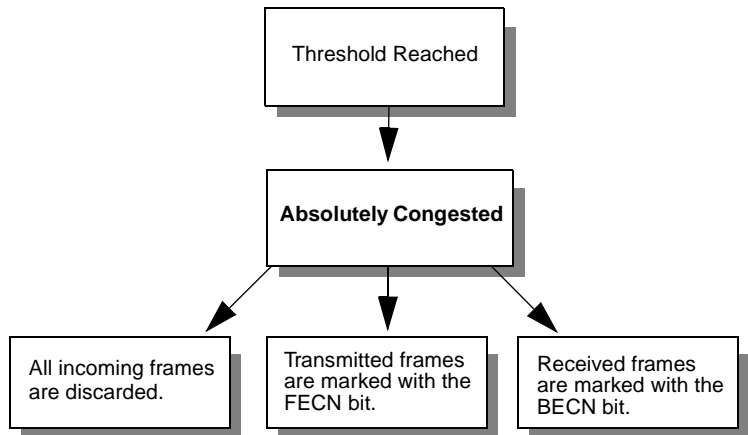 Threshold Reached
Absolutely Congested
All incoming frames
are discarded.
Transmitted frames
are marked with the
FECN bit.
Received frames
are marked with the
BECN bit.